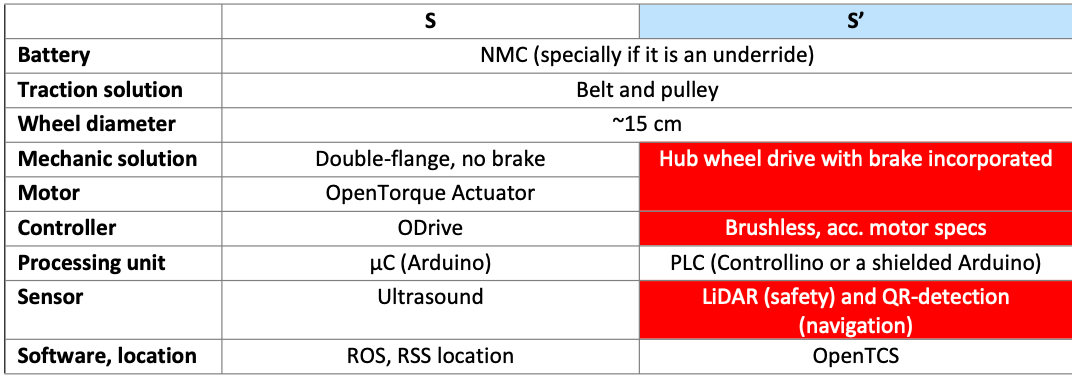 S S’
Battery NMC (specially if it is an underride)
Traction solution Belt and pulley
Wheel diameter ~15 cm
Mechanic solution Double-flange, no brake Hub wheel drive with brake incorporated
Motor OpenTorque Actuator
Controller ODrive Brushless, acc. motor specs
Processing unit µC (Arduino) PLC (Controllino or a shielded Arduino)
Sensor Ultrasound LiDAR (safety) and QR-detection
(navigation)
Software, location ROS, RSS location OpenTCS